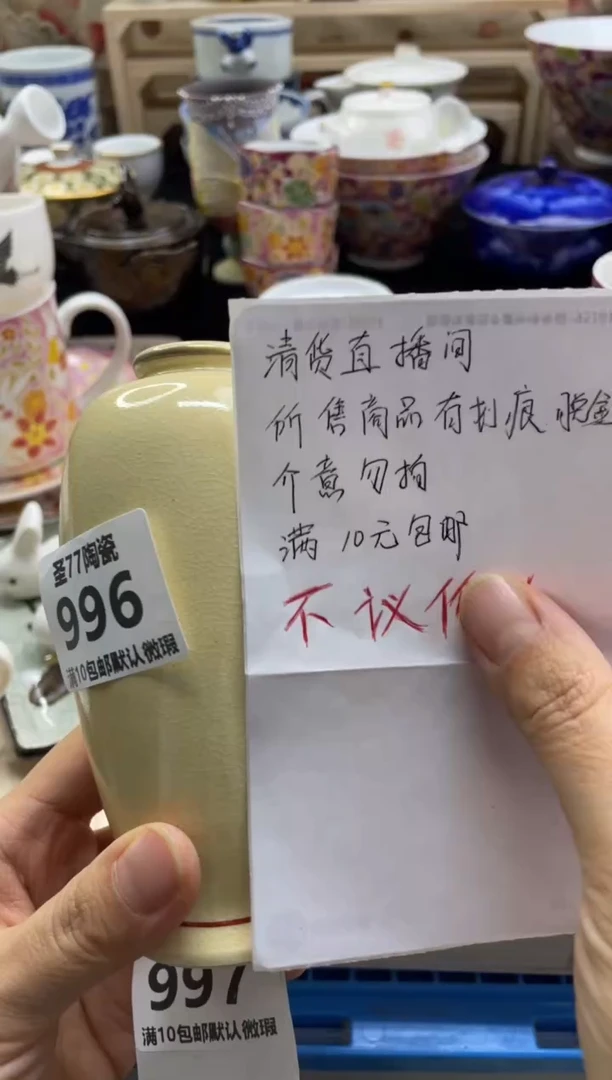 清货直播间
所售商品有划痕 脱金
介意勿拍
满 10元包邮
不议价
圣77陶瓷
996
满10包邮默认微瑕
997
满10包邮默认微瑕